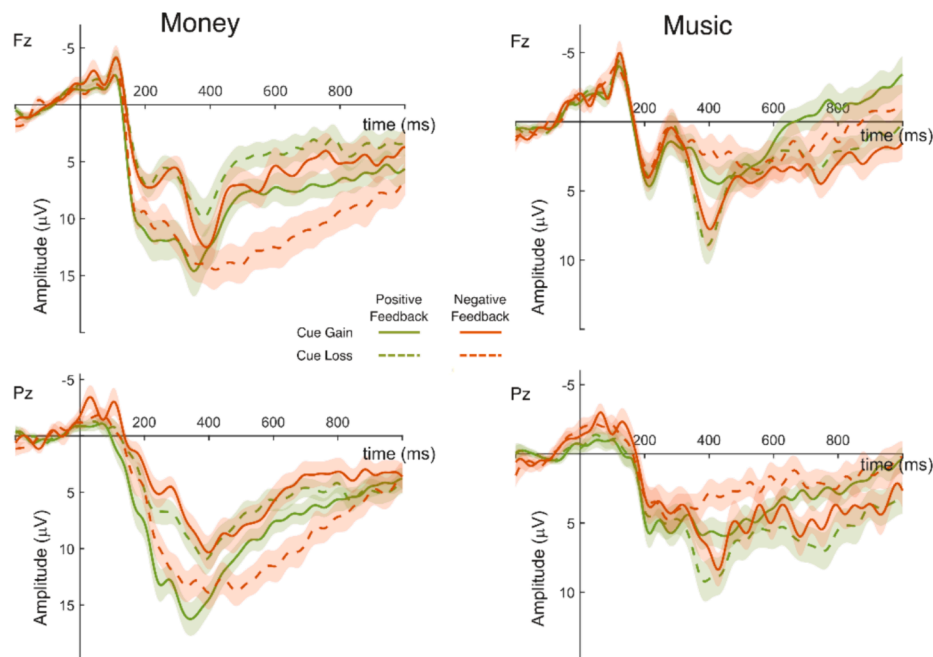 Money
Music
Fz
-5
200 400 600 800
time (ms)
5
10
15
Amplitude (μV)
Fz
-5
200 400 600 800
time (ms)
5
10
Amplitude (μV)
Positive Feedback
Negative Feedback
Cue Gain
Cue Loss
Pz
-5
200 400 600 800
time (ms)
5
10
15
Amplitude (μV)
Pz
-5
200 400 600 800
time (ms)
5
10
Amplitude (μV)